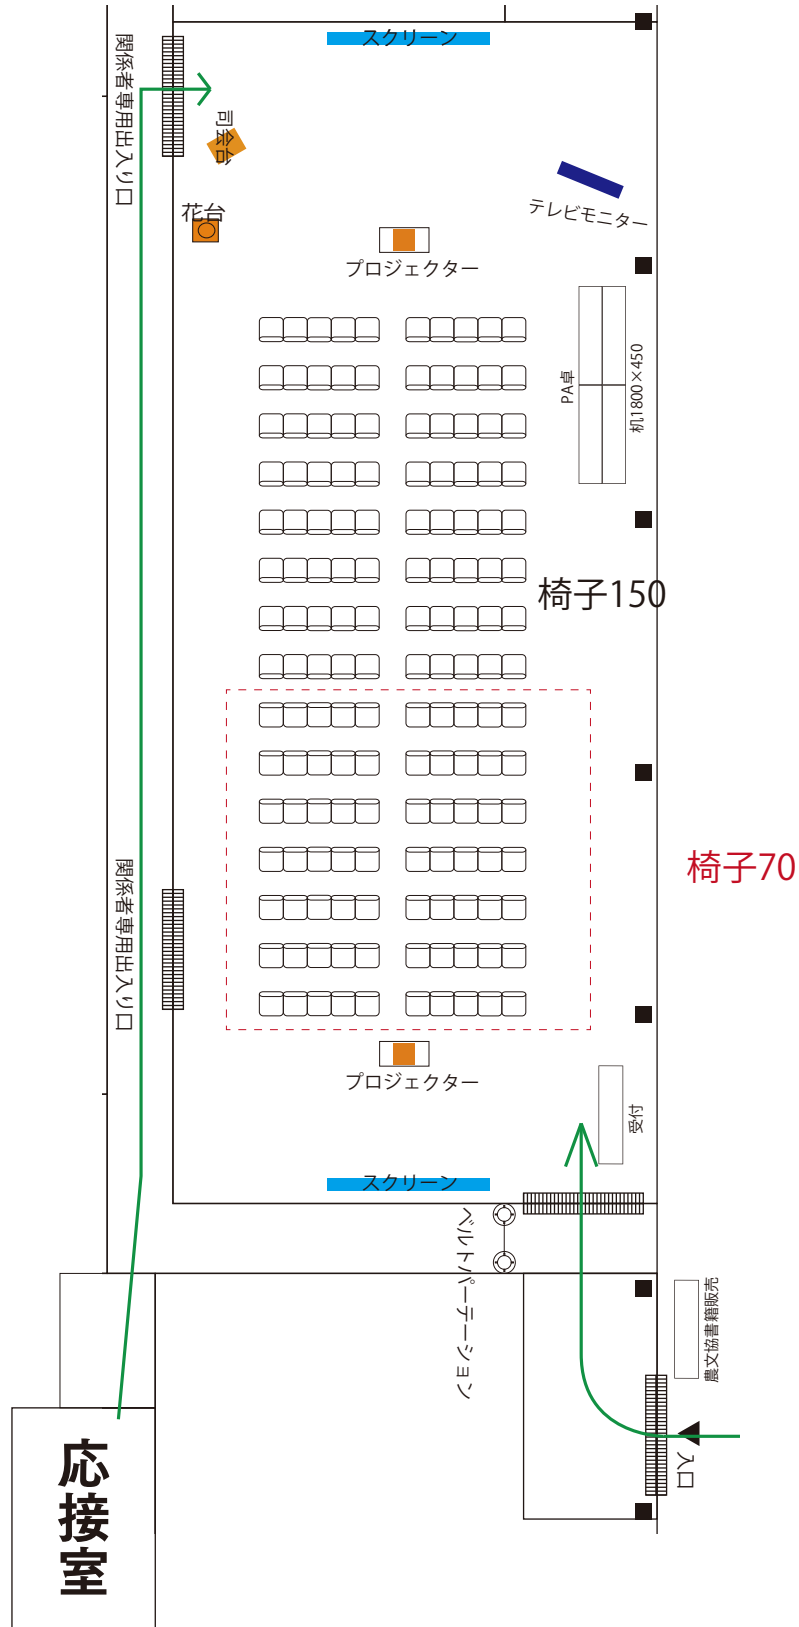 スクリーン
関係者専用出入り口
司会台
花台
テレビモニター
プロジェクター
PA卓
机1800×450
椅子150
椅子70
関係者専用出入り口
プロジェクター
受付
スクリーン
ベルトパーテーション
農文協書籍販売
入口
応接室